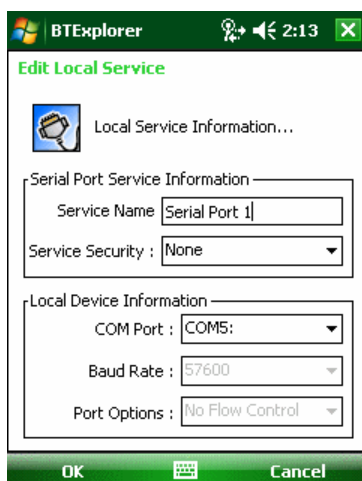 BTExplorer 2:13
Edit Local Service
Local Service Information...
Serial Port Service Information
Service Name Serial Port 1
Service Security : None
Local Device Information
COM Port : COM5:
Baud Rate : 57600
Port Options : No Flow Control
OK Cancel